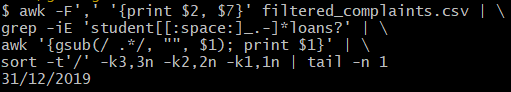 $ awk -F', '{print $2, $7}' filtered_complaints.csv | \
grep -iE 'student[[:space:]_.-]*loans?' | \
awk '{gsub(/ .*/, "", $1); print $1}' | \
sort -t'/' -k3,3n -k2,2n -k1,1n | tail -n 1
31/12/2019